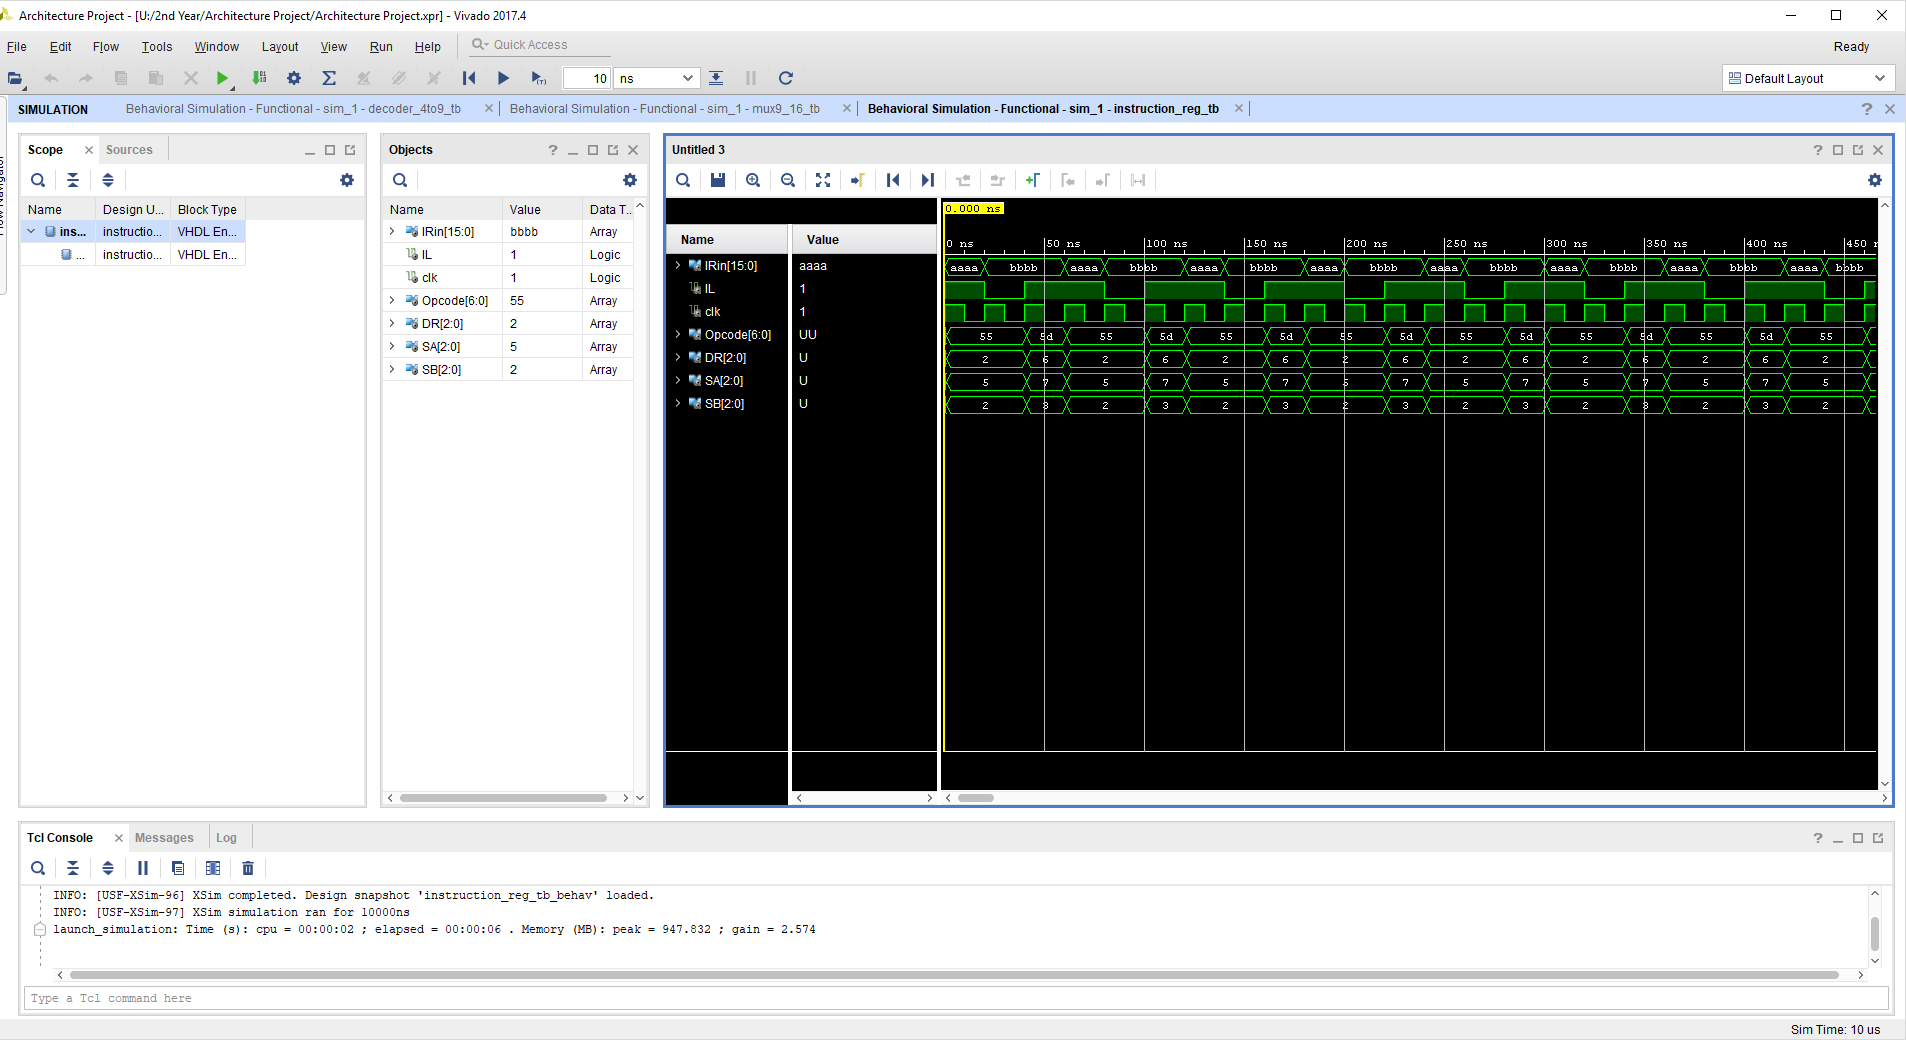 Architecture Project - [U:/2nd Year/Architecture Project/Architecture Project.xpr] - Vivado 2017.4
File Edit Flow Tools Window Layout View Run Help Quick Access Ready
10 ns Default Layout
SIMULATION Behavioral Simulation - Functional - sim_1 - decoder_4to9_tb Behavioral Simulation - Functional - sim_1 - mux9_16_tb Behavioral Simulation - Functional - sim_1 - instruction_reg_tb
Scope Sources
Name Design U... Block Type
ins... instructio... VHDL En...
... instructio... VHDL En...
Objects
Name Value Data T...
IRin[15:0] bbbb Array
IL 1 Logic
clk 1 Logic
Opcode[6:0] 55 Array
DR[2:0] 2 Array
SA[2:0] 5 Array
SB[2:0] 2 Array
Untitled 3
0.000 ns
0 ns 50 ns 100 ns 150 ns 200 ns 250 ns 300 ns 350 ns 400 ns 450 n
Name Value
IRin[15:0] aaaa aaaa bbbb aaaa bbbb aaaa bbbb aaaa bbbb aaaa bbbb aaaa bbbb aaaa bbbb aaaa bbbb
IL 1
clk 1
Opcode[6:0] UU 55 5d 55 5d 55 5d 55 5d 55 5d 55 5d 55 5d 55
DR[2:0] U 2 6 2 6 2 6 2 6 2 6 2 6 2 6 2
SA[2:0] U 5 7 5 7 5 7 5 7 5 7 5 7 5 7 5
SB[2:0] U 2 3 2 3 2 3 2 3 2 3 2 3 2 3 2
Tcl Console Messages Log
INFO: [USF-XSim-96] XSim completed. Design snapshot 'instruction_reg_tb_behav' loaded.
INFO: [USF-XSim-97] XSim simulation ran for 10000ns
launch_simulation: Time (s): cpu = 00:00:02 ; elapsed = 00:00:06 . Memory (MB): peak = 947.832 ; gain = 2.574
Type a Tcl command here
Sim Time: 10 us